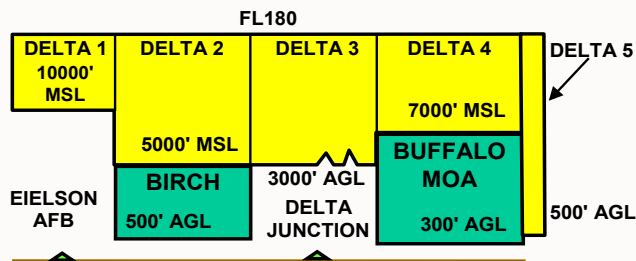 FL180
DELTA 1
10000'
MSL
DELTA 2
5000' MSL
DELTA 3
3000' AGL
DELTA 4
7000' MSL
DELTA 5
500' AGL
BIRCH
500' AGL
BUFFALO
MOA
300' AGL
EIELSON
AFB
DELTA
JUNCTION